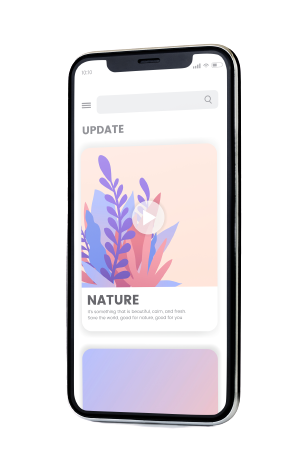 12:33
UPDATE
NATURE
It's something that is beautiful, calm, and fresh.
Save the world, good for nature, good for you